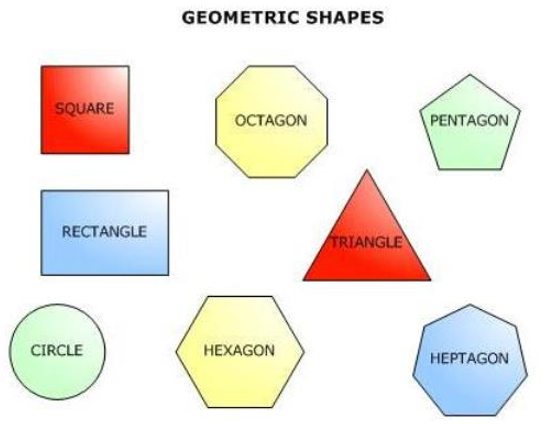 GEOMETRIC SHAPES
SQUARE
OCTAGON
PENTAGON
RECTANGLE
TRIANGLE
CIRCLE
HEXAGON
HEPTAGON